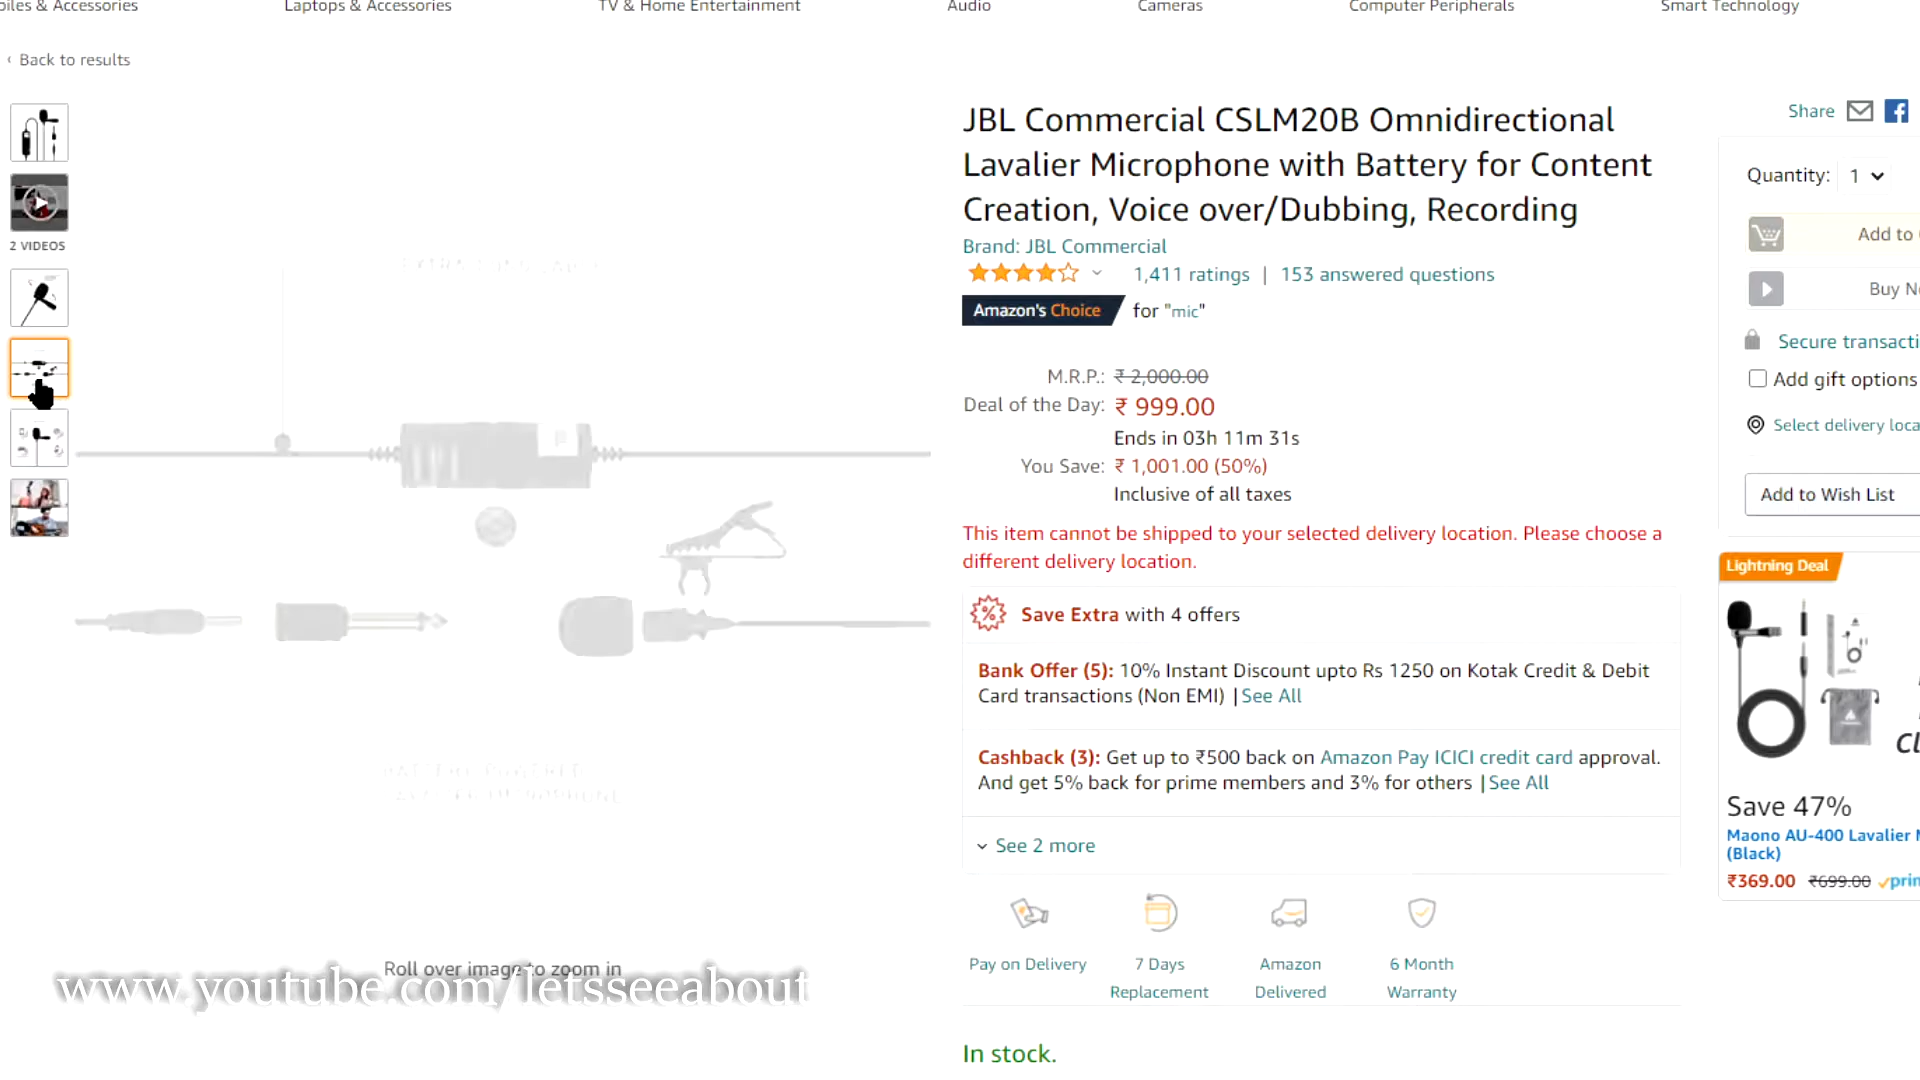 Laptops & Accessories
TV & Home Entertainment
Audio
Cameras
Computer Peripherals
Smart Technology
‹ Back to results
2 VIDEOS
Roll over image to zoom in
www.youtube.com/letsseeabout
JBL Commercial CSLM20B Omnidirectional
Lavalier Microphone with Battery for Content
Creation, Voice over/Dubbing, Recording
Brand: JBL Commercial
1,411 ratings | 153 answered questions
Amazon's Choice for "mic"
M.R.P.: ₹ 2,000.00
Deal of the Day: ₹ 999.00
Ends in 03h 11m 31s
You Save: ₹ 1,001.00 (50%)
Inclusive of all taxes
This item cannot be shipped to your selected delivery location. Please choose a
different delivery location.
Save Extra with 4 offers
Bank Offer (5): 10% Instant Discount upto Rs 1250 on Kotak Credit & Debit
Card transactions (Non EMI) | See All
Cashback (3): Get up to ₹500 back on Amazon Pay ICICI credit card approval.
And get 5% back for prime members and 3% for others | See All
See 2 more
Pay on Delivery
7 Days
Replacement
Amazon
Delivered
6 Month
Warranty
In stock.
Share
Quantity: 1
Add to
Buy
Secure
Add gift options
Select delivery
Add to Wish List
Lightning Deal
Save 47%
Maono AU-400 Lavalier
(Black)
₹369.00 ₹699.00